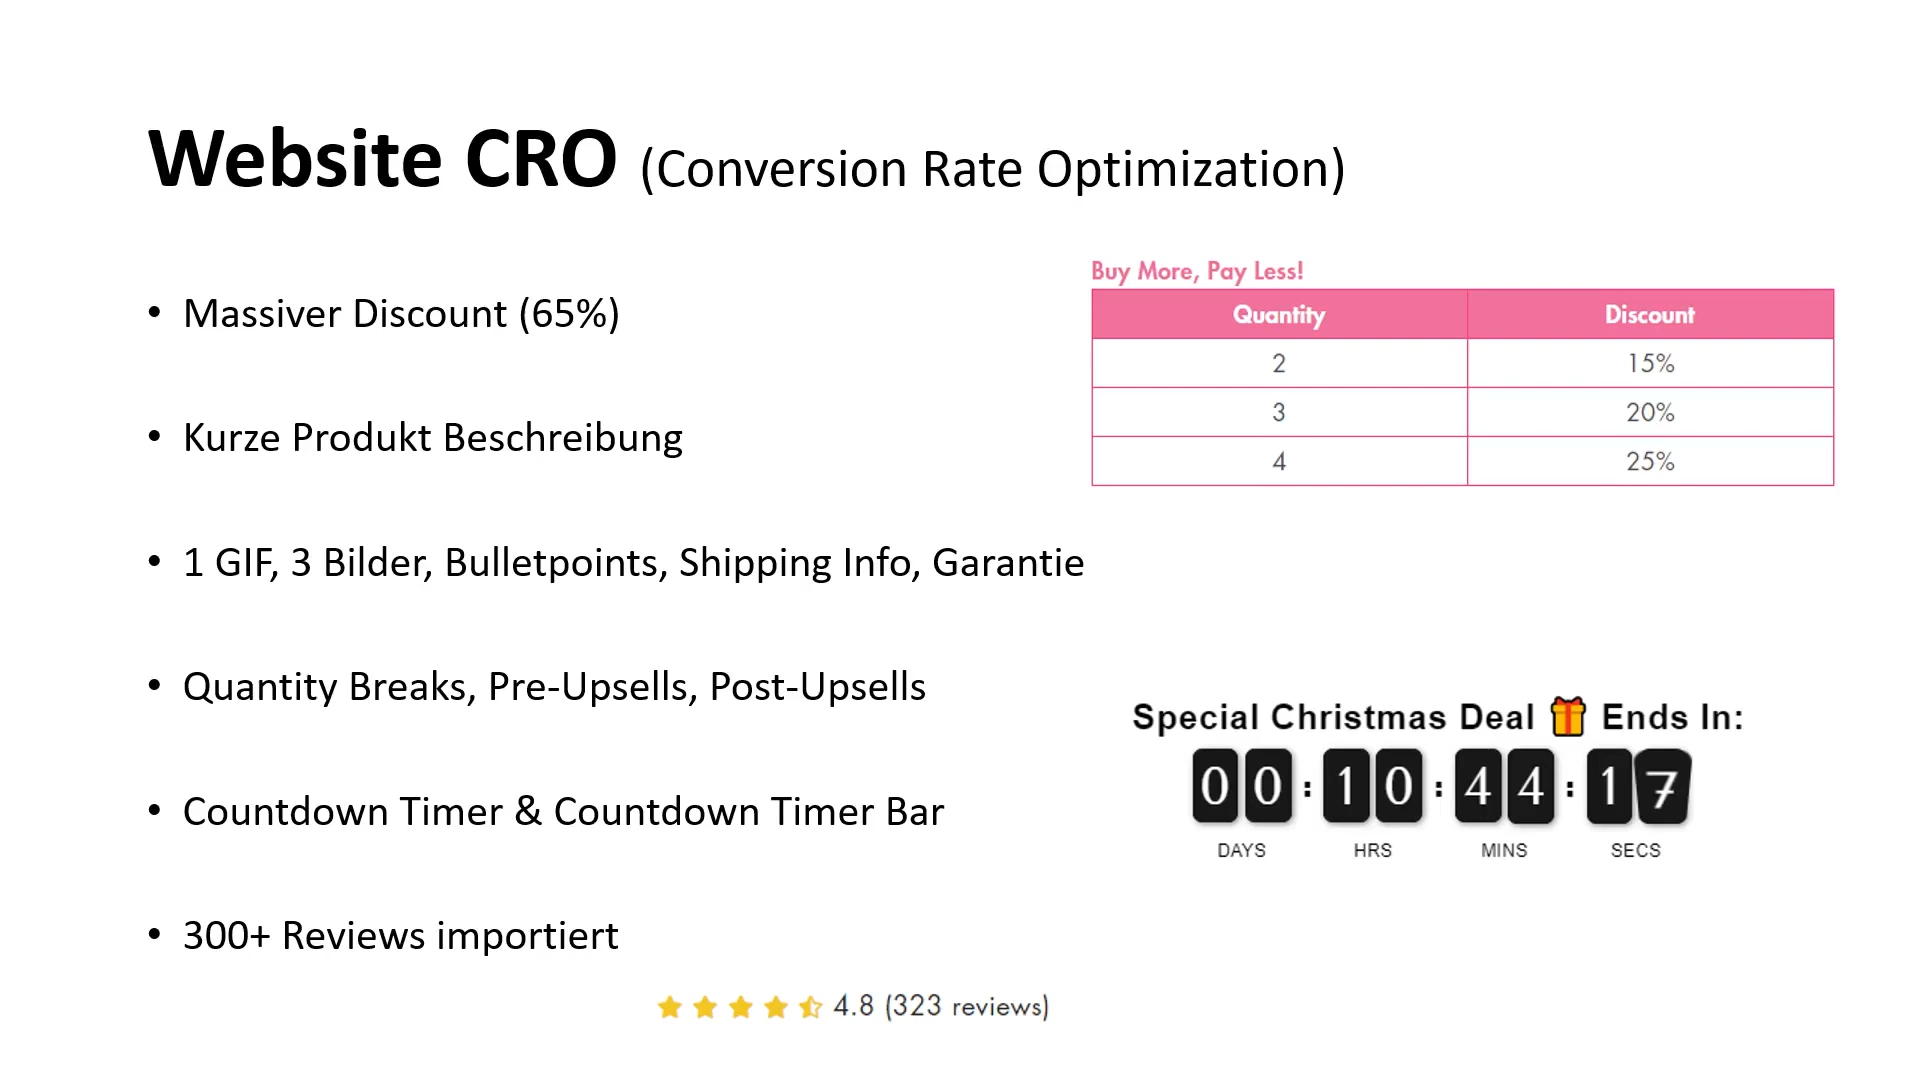 Website CRO (Conversion Rate Optimization)
• Massiver Discount (65%)
• Kurze Produkt Beschreibung
• 1 GIF, 3 Bilder, Bulletpoints, Shipping Info, Garantie
• Quantity Breaks, Pre-Upsells, Post-Upsells
• Countdown Timer & Countdown Timer Bar
• 300+ Reviews importiert
4.8 (323 reviews)
Buy More, Pay Less!
Quantity Discount
2 15%
3 20%
4 25%
Special Christmas Deal 🎁 Ends In:
00 : 10 : 44 : 17
DAYS HRS MINS SECS